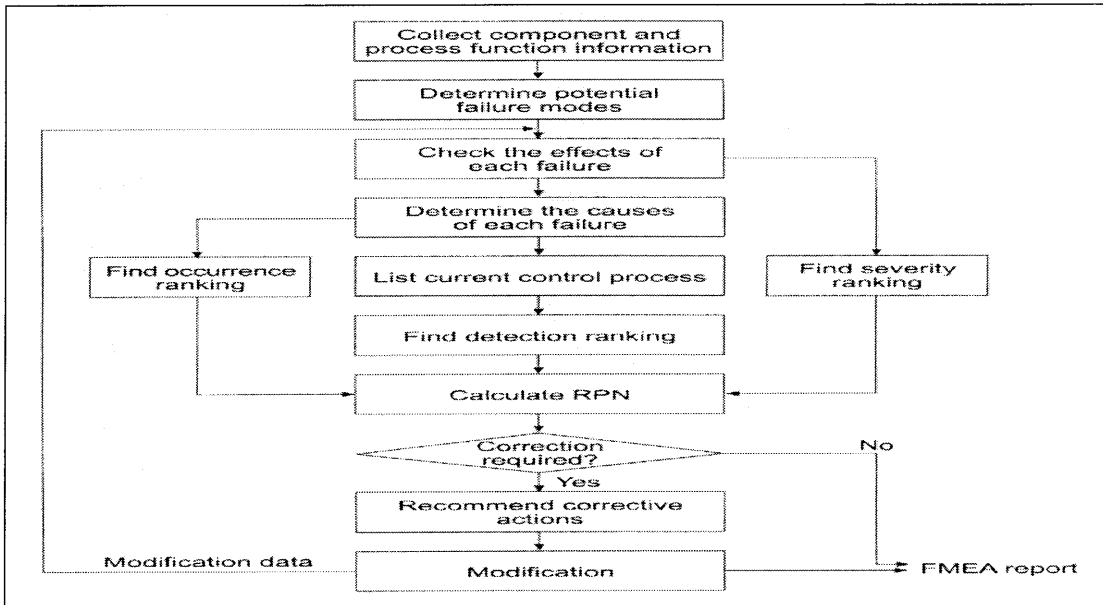 Collect component and
process function information
Determine potential
failure modes
Check the effects of
each failure
Determine the causes
of each failure
Find occurrence
ranking
List current control process
Find severity
ranking
Find detection ranking
Calculate RPN
Correction
required?
No
Yes
Recommend corrective
actions
Modification data
Modification
FMEA report